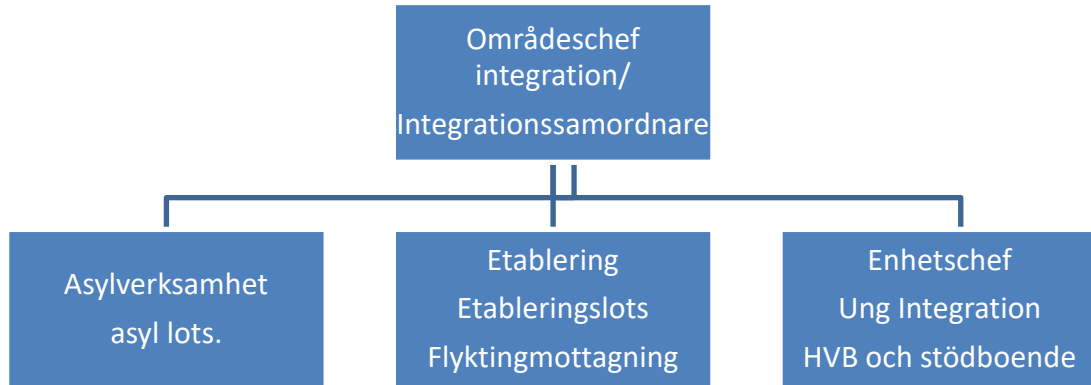 Områdeschef
integration/
Integrationssamordnare
Asylverksamhet
asyl lots.
Etablering
Etableringslots
Flyktingmottagning
Enhetschef
Ung Integration
HVB och stödboende